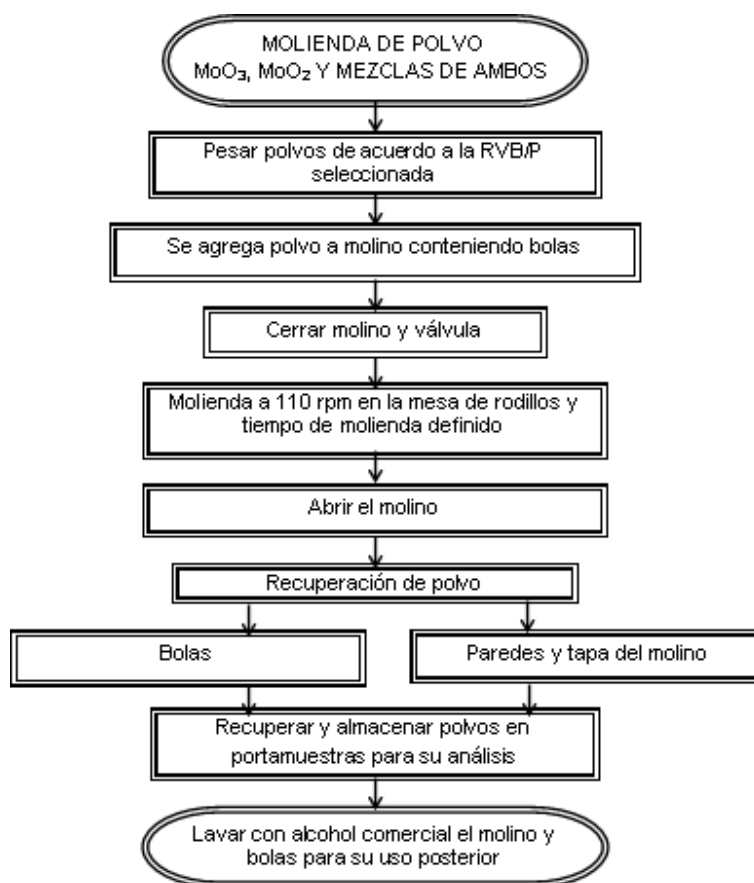 MOLIENDA DE POLVO
MoO₃, MoO₂ Y MEZCLAS DE AMBOS
Pesar polvos de acuerdo a la RVB/P
seleccionada
Se agrega polvo a molino conteniendo bolas
Cerrar molino y válvula
Molienda a 110 rpm en la mesa de rodillos y
tiempo de molienda definido
Abrir el molino
Recuperación de polvo
Bolas
Paredes y tapa del molino
Recuperar y almacenar polvos en
portamuestras para su análisis
Lavar con alcohol comercial el molino y
bolas para su uso posterior